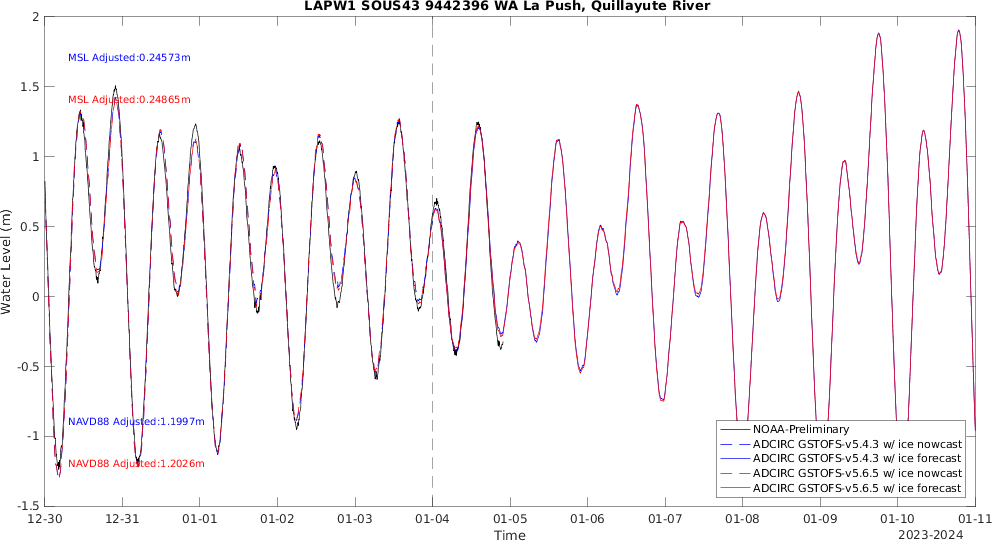 LAPW1 SOUS43 9442396 WA La Push, Quillayute River
Water Level (m)
2
1.5
1
0.5
0
-0.5
-1
-1.5
MSL Adjusted:0.24573m
MSL Adjusted:0.24865m
NAVD88 Adjusted:1.1997m
NAVD88 Adjusted:1.2026m
NOAA-Preliminary
ADCIRC GSTOFS-v5.4.3 w/ ice nowcast
ADCIRC GSTOFS-v5.4.3 w/ ice forecast
ADCIRC GSTOFS-v5.6.5 w/ ice nowcast
ADCIRC GSTOFS-v5.6.5 w/ ice forecast
12-30 12-31 01-01 01-02 01-03 01-04 01-05 01-06 01-07 01-08 01-09 01-10 01-11
Time
2023-2024